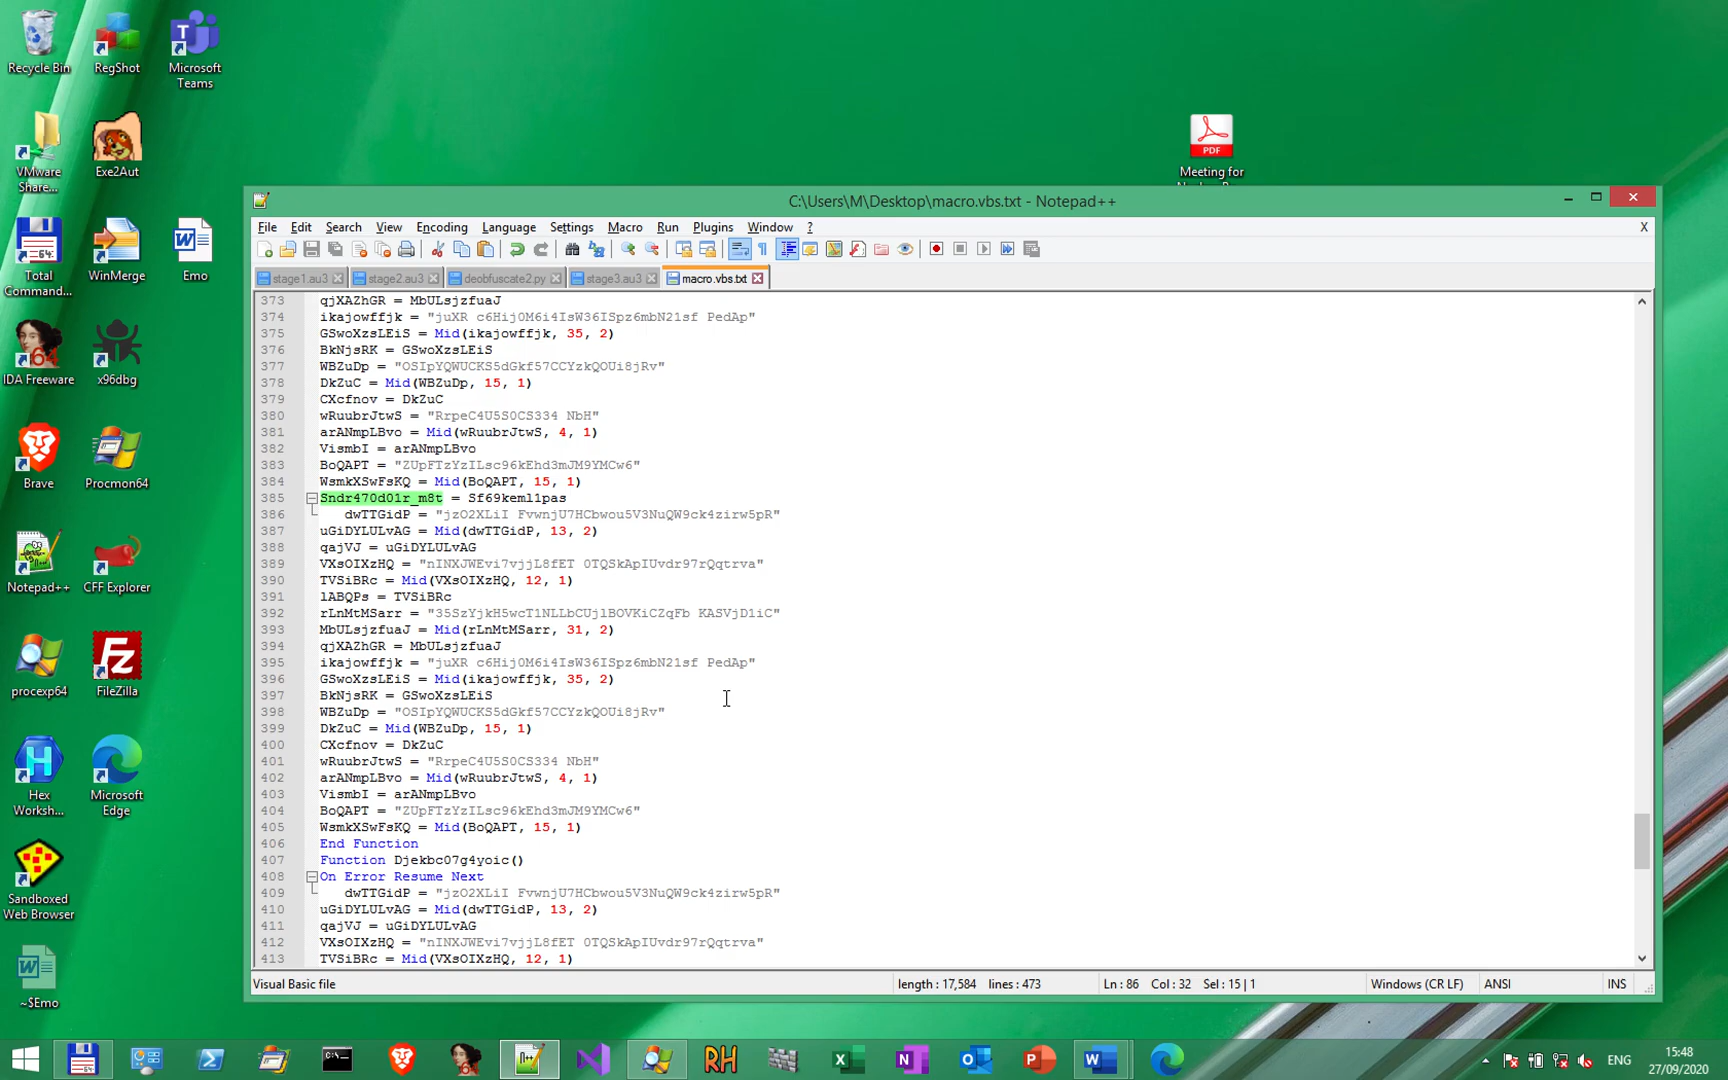 Recycle Bin
RegShot
Microsoft Teams
VMware Share...
Exe2Aut
Total Command...
WinMerge
Emo
IDA Freeware
x96dbg
Brave
Procmon64
Notepad++
CFF Explorer
procexp64
FileZilla
Hex Worksh...
Microsoft Edge
Sandboxed Web Browser
~$Emo
PDF
Meeting for
C:\Users\M\Desktop\macro.vbs.txt - Notepad++
File Edit Search View Encoding Language Settings Macro Run Plugins Window ? X
stage1.au3 stage2.au3 deobfuscate2.py stage3.au3 macro.vbs.txt
373 qjXAZhGR = MbULsjzfuaJ
374 ikajowffjk = "juXR c6Hij0M6i4IsW36ISpz6mbN21sf PedAp"
375 GSwoXzsLEiS = Mid(ikajowffjk, 35, 2)
376 BkNjsRK = GSwoXzsLEiS
377 WBZuDp = "OSIpYQWUCKS5dGkf57CCYzkQOUi8jRv"
378 DkZuC = Mid(WBZuDp, 15, 1)
379 CXcfnov = DkZuC
380 wRuubrJtwS = "RrpeC4U5S0CS334 NbH"
381 arANmpLBvo = Mid(wRuubrJtwS, 4, 1)
382 VismbI = arANmpLBvo
383 BoQAPT = "ZUpFTzYzILsc96kEhd3mJM9YMCw6"
384 WsmkXSwFsKQ = Mid(BoQAPT, 15, 1)
385 Sndr470d01r_m8t = Sf69keml1pas
386 dwTTGidP = "jzO2XLiI FvwnjU7HCbwou5V3NuQW9ck4zirw5pR"
387 uGiDYLULvAG = Mid(dwTTGidP, 13, 2)
388 qajVJ = uGiDYLULvAG
389 VXsOIXzHQ = "nINXJWEvi7vjjL8fET 0TQSkApIUvdr97rQqtrva"
390 TVSiBRc = Mid(VXsOIXzHQ, 12, 1)
391 lABQPs = TVSiBRc
392 rLnMtMSarr = "35SzYjkH5wcT1NLLbCUjlBOVKiCZqFb KASVjD1iC"
393 MbULsjzfuaJ = Mid(rLnMtMSarr, 31, 2)
394 qjXAZhGR = MbULsjzfuaJ
395 ikajowffjk = "juXR c6Hij0M6i4IsW36ISpz6mbN21sf PedAp"
396 GSwoXzsLEiS = Mid(ikajowffjk, 35, 2)
397 BkNjsRK = GSwoXzsLEiS
398 WBZuDp = "OSIpYQWUCKS5dGkf57CCYzkQOUi8jRv"
399 DkZuC = Mid(WBZuDp, 15, 1)
400 CXcfnov = DkZuC
401 wRuubrJtwS = "RrpeC4U5S0CS334 NbH"
402 arANmpLBvo = Mid(wRuubrJtwS, 4, 1)
403 VismbI = arANmpLBvo
404 BoQAPT = "ZUpFTzYzILsc96kEhd3mJM9YMCw6"
405 WsmkXSwFsKQ = Mid(BoQAPT, 15, 1)
406 End Function
407 Function Djekbc07g4yoic()
408 On Error Resume Next
409 dwTTGidP = "jzO2XLiI FvwnjU7HCbwou5V3NuQW9ck4zirw5pR"
410 uGiDYLULvAG = Mid(dwTTGidP, 13, 2)
411 qajVJ = uGiDYLULvAG
412 VXsOIXzHQ = "nINXJWEvi7vjjL8fET 0TQSkApIUvdr97rQqtrva"
413 TVSiBRc = Mid(VXsOIXzHQ, 12, 1)
Visual Basic file length : 17,584 lines : 473 Ln : 86 Col : 32 Sel : 15 | 1 Windows (CR LF) ANSI INS
ENG
15:48
27/09/2020